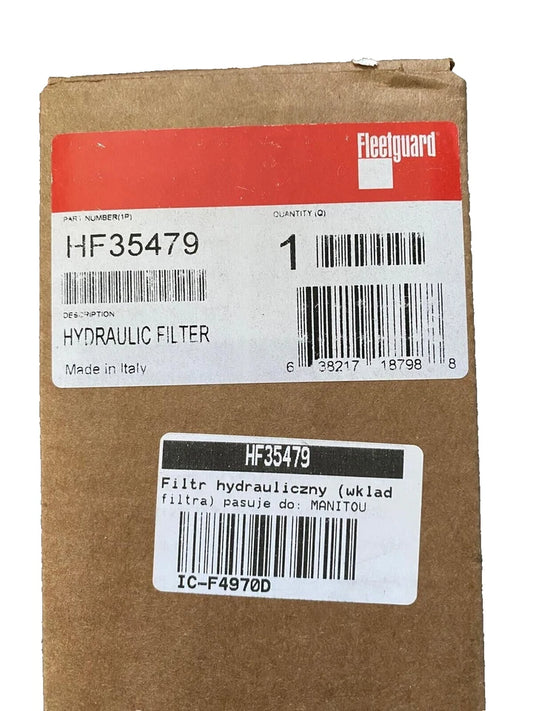 Fleetguard®
PART NUMBER(1P)
HF35479
QUANTITY (Q)
1
DESCRIPTION
HYDRAULIC FILTER
Made in Italy
6 38217 18798 8
HF35479
Filtr hydrauliczny (wklad
filtra) pasuje do: MANITOU
IC-F4970D